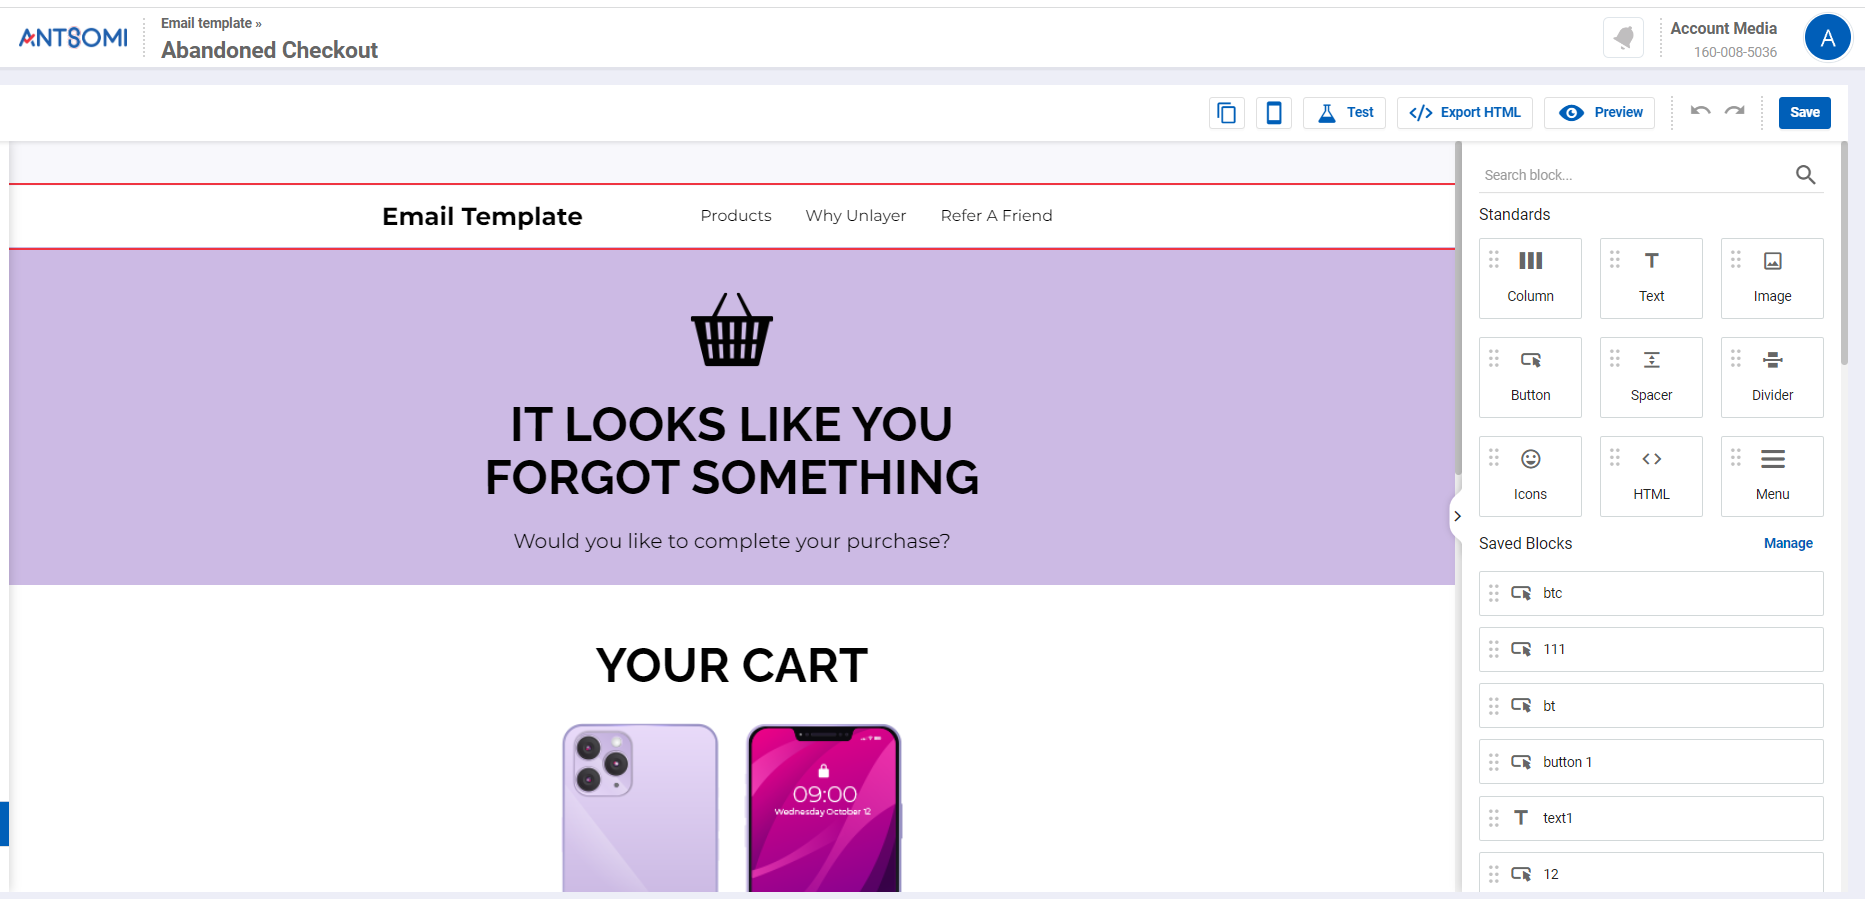 ANTSOMI
Email template »
Abandoned Checkout
Account Media
160-008-5036
A
Test
Export HTML
Preview
Save
Email Template
Products
Why Unlayer
Refer A Friend
IT LOOKS LIKE YOU
FORGOT SOMETHING
Would you like to complete your purchase?
YOUR CART
09:00
Wednesday October 12
Search block...
Standards
Column
Text
Image
Button
Spacer
Divider
Icons
HTML
Menu
Saved Blocks
Manage
btc
111
bt
button 1
text1
12